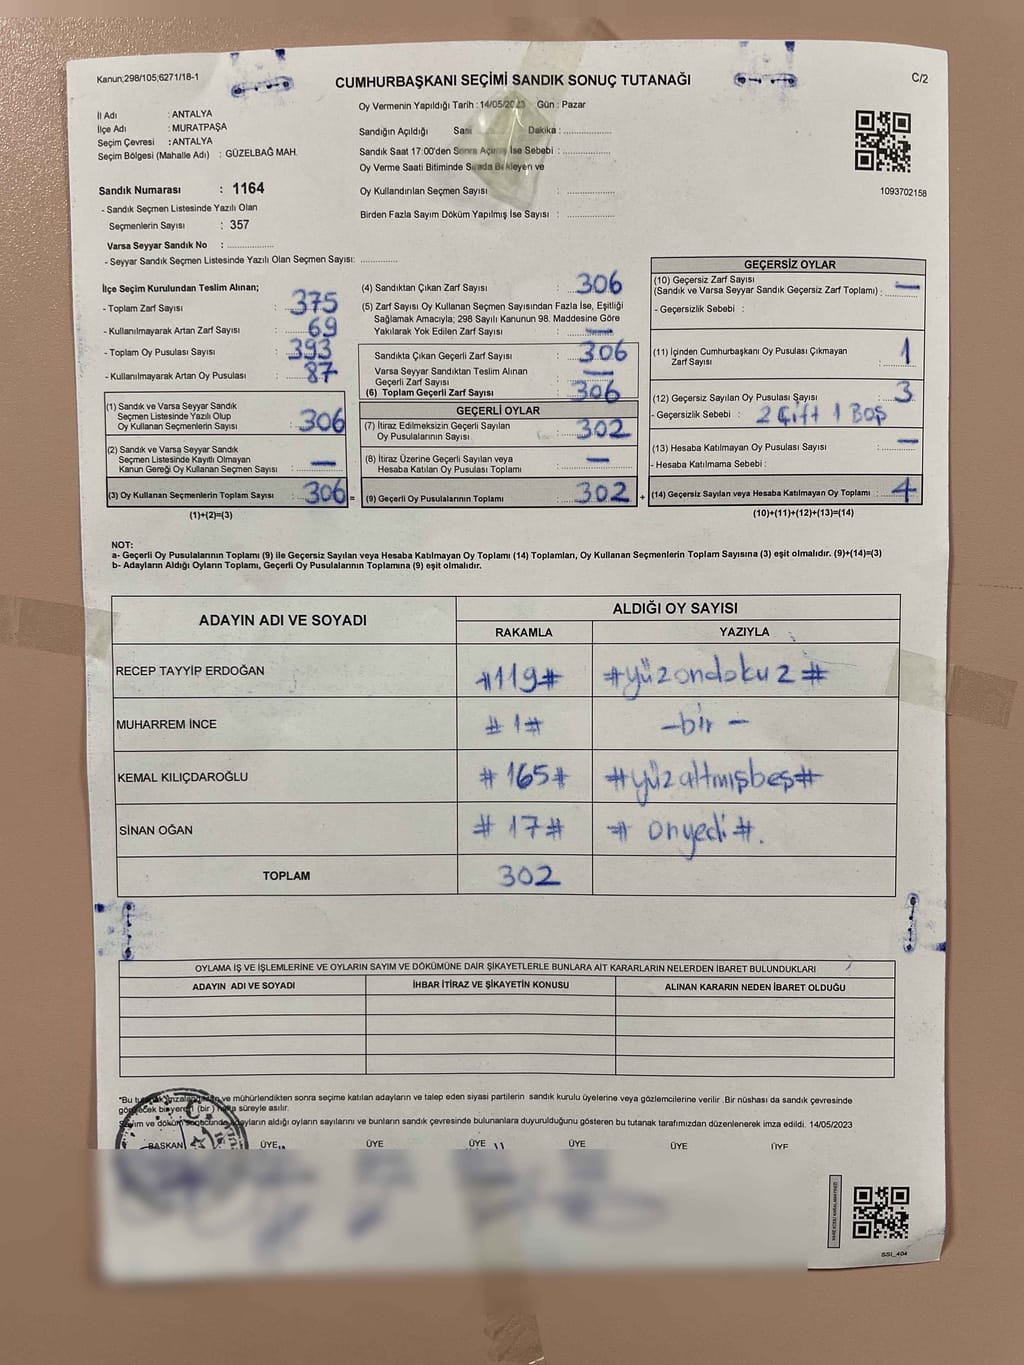 Kanun;298/105;6271/18-1
CUMHURBAŞKANI SEÇİMİ SANDIK SONUÇ TUTANAĞI
C/2
İl Adı : ANTALYA
İlçe Adı : MURATPAŞA
Seçim Çevresi : ANTALYA
Seçim Bölgesi (Mahalle Adı) : GÜZELBAĞ MAH.
Sandık Numarası : 1164
- Sandık Seçmen Listesinde Yazılı Olan
Seçmenlerin Sayısı : 357
Varsa Seyyar Sandık No : ..............
- Seyyar Sandık Seçmen Listesinde Yazılı Olan Seçmen Sayısı: ............
Oy Vermenin Yapıldığı Tarih : 14/05/2023 Gün : Pazar
Sandığın Açıldığı Dakika : ..............
Sandık Saat 17:00'den Sonra Açmış İse Sebebi : ..............
Oy Verme Saati Bitiminde Sırada Bekleyen ve
Oy Kullandırılan Seçmen Sayısı : ..............
Birden Fazla Sayım Döküm Yapılmış İse Sayısı : ..............
1093702158
İlçe Seçim Kurulundan Teslim Alınan;
- Toplam Zarf Sayısı : 375
- Kullanılmayarak Artan Zarf Sayısı : 69
- Toplam Oy Pusulası Sayısı : 393
- Kullanılmayarak Artan Oy Pusulası : 87
(1) Sandık ve Varsa Seyyar Sandık
Seçmen Listesinde Yazılı Olup
Oy Kullanan Seçmenlerin Sayısı : 306
(2) Sandık ve Varsa Seyyar Sandık
Seçmen Listesinde Kayıtlı Olmayan
Kanun Gereği Oy Kullanan Seçmen Sayısı : —
(3) Oy Kullanan Seçmenlerin Toplam Sayısı : 306 =
(1)+(2)=(3)
(4) Sandıktan Çıkan Zarf Sayısı : 306
(5) Zarf Sayısı Oy Kullanan Seçmen Sayısından Fazla İse, Eşitliği
Sağlamak Amacıyla; 298 Sayılı Kanunun 98. Maddesine Göre
Yakılarak Yok Edilen Zarf Sayısı : —
Sandıkta Çıkan Geçerli Zarf Sayısı : 306
Varsa Seyyar Sandıktan Teslim Alınan
Geçerli Zarf Sayısı : —
(6) Toplam Geçerli Zarf Sayısı : 306
GEÇERLİ OYLAR
(7) İtiraz Edilmeksizin Geçerli Sayılan
Oy Pusulasının Sayısı : 302
(8) İtiraz Üzerine Geçerli Sayılan veya
Hesaba Katılan Oy Pusulası Toplamı : —
(9) Geçerli Oy Pusulalarının Toplamı : 302 +
GEÇERSİZ OYLAR
(10) Geçersiz Zarf Sayısı
(Sandık ve Varsa Seyyar Sandık Geçersiz Zarf Toplamı) : —
- Geçersizlik Sebebi :
(11) İçinden Cumhurbaşkanı Oy Pusulası Çıkmayan
Zarf Sayısı : 1
(12) Geçersiz Sayılan Oy Pusulası Sayısı : 3
- Geçersizlik Sebebi : 2 Çift 1 Boş
(13) Hesaba Katılmayan Oy Pusulası Sayısı : —
- Hesaba Katılmama Sebebi :
(14) Geçersiz Sayılan veya Hesaba Katılmayan Oy Toplamı : 4
(10)+(11)+(12)+(13)=(14)
NOT:
a- Geçerli Oy Pusulalarının Toplamı (9) ile Geçersiz Sayılan veya Hesaba Katılmayan Oy Toplamı (14) Toplamları, Oy Kullanan Seçmenlerin Toplam Sayısına (3) eşit olmalıdır. (9)+(14)=(3)
b- Adayların Aldığı Oyların Toplamı, Geçerli Oy Pusulalarının Toplamına (9) eşit olmalıdır.
ADAYIN ADI VE SOYADI
ALDIĞI OY SAYISI
RAKAMLA YAZIYLA
RECEP TAYYİP ERDOĞAN #119# #yüzondokuz#
MUHARREM İNCE #1# -bir-
KEMAL KILIÇDAROĞLU #165# #yüzaltmışbeş#
SİNAN OĞAN #17# #onyedi#.
TOPLAM 302
OYLAMA İŞ VE İŞLEMLERİNE VE OYLARIN SAYIM VE DÖKÜMÜNE DAİR ŞİKAYETLERLE BUNLARA AİT KARARLARIN NELERDEN İBARET BULUNDUKLARI
ADAYIN ADI VE SOYADI İHBAR İTİRAZ VE ŞİKAYETİN KONUSU ALINAN KARARIN NEDEN İBARET OLDUĞU
*Bu ve mühürlendikten sonra seçime katılan adayların ve talep eden siyasi partilerin sandık kurulu üyelerine veya gözlemcilerine verilir .Bir nüshası da sandık çevresinde
(bir) hafta süreyle asılır.
Sayım ve döküm sonucunda adayların aldığı oyların sayılarını ve bunların sandık çevresinde bulunanlara duyurulduğunu gösteren bu tutanak tarafımızdan düzenlenerek imza edildi. 14/05/2023
BAŞKAN ÜYE ÜYE ÜYE ÜYE ÜYE ÜYE
SSI_404